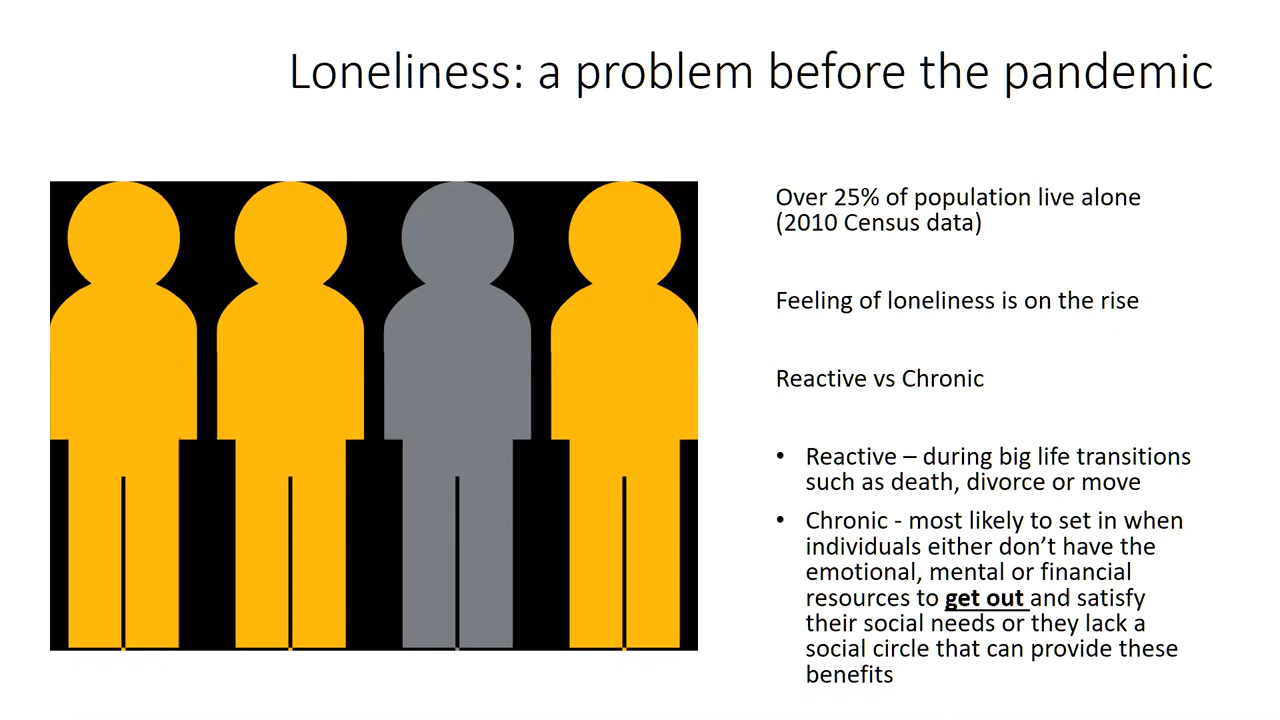 Loneliness: a problem before the pandemic
Over 25% of population live alone
(2010 Census data)
Feeling of loneliness is on the rise
Reactive vs Chronic
• Reactive – during big life transitions
such as death, divorce or move
• Chronic - most likely to set in when
individuals either don’t have the
emotional, mental or financial
resources to get out and satisfy
their social needs or they lack a
social circle that can provide these
benefits